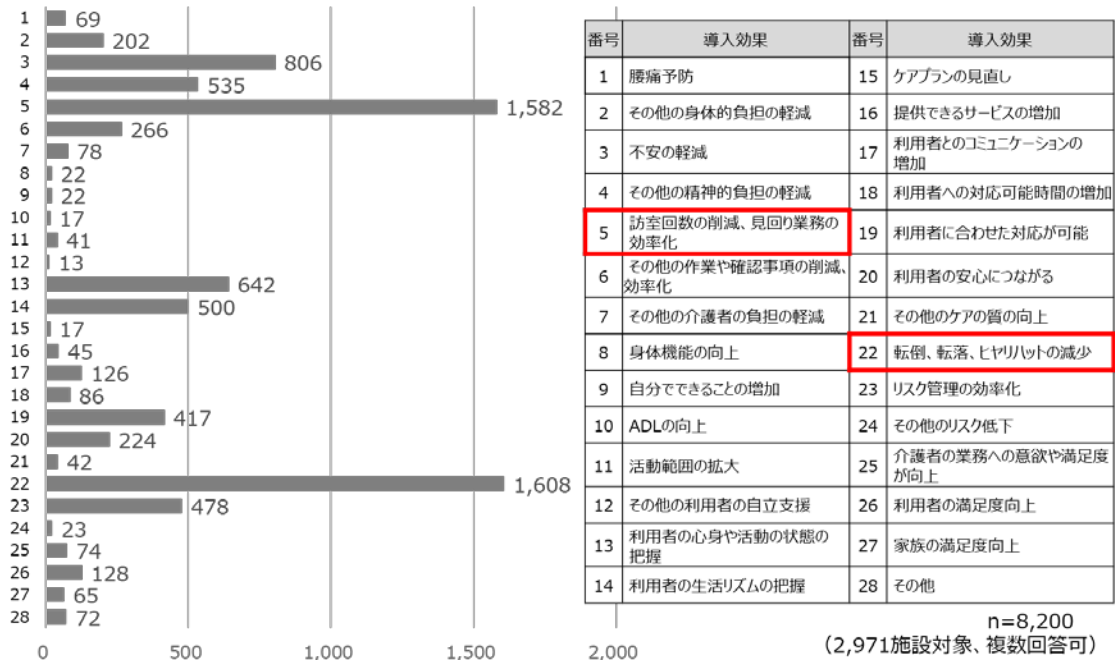 1 69
2 202
3 806
4 535
5 1,582
6 266
7 78
8 22
9 22
10 17
11 41
12 13
13 642
14 500
15 17
16 45
17 126
18 86
19 417
20 224
21 42
22 1,608
23 478
24 23
25 74
26 128
27 65
28 72
0 500 1,000 1,500 2,000
番号 導入効果 番号 導入効果
1 腰痛予防 15 ケアプランの見直し
2 その他の身体的負担の軽減 16 提供できるサービスの増加
3 不安の軽減 17 利用者とのコミュニケーションの
増加
4 その他の精神的負担の軽減 18 利用者への対応可能時間の増加
5 訪室回数の削減、見回り業務の
効率化 19 利用者に合わせた対応が可能
6 その他の作業や確認事項の削減、
効率化 20 利用者の安心につながる
7 その他の介護者の負担の軽減 21 その他のケアの質の向上
8 身体機能の向上 22 転倒、転落、ヒヤリハットの減少
9 自分でできることの増加 23 リスク管理の効率化
10 ADLの向上 24 その他のリスク低下
11 活動範囲の拡大 25 介護者の業務への意欲や満足度
が向上
12 その他の利用者の自立支援 26 利用者の満足度向上
13 利用者の心身や活動の状態の
把握 27 家族の満足度向上
14 利用者の生活リズムの把握 28 その他
n=8,200
（2,971施設対象、複数回答可）